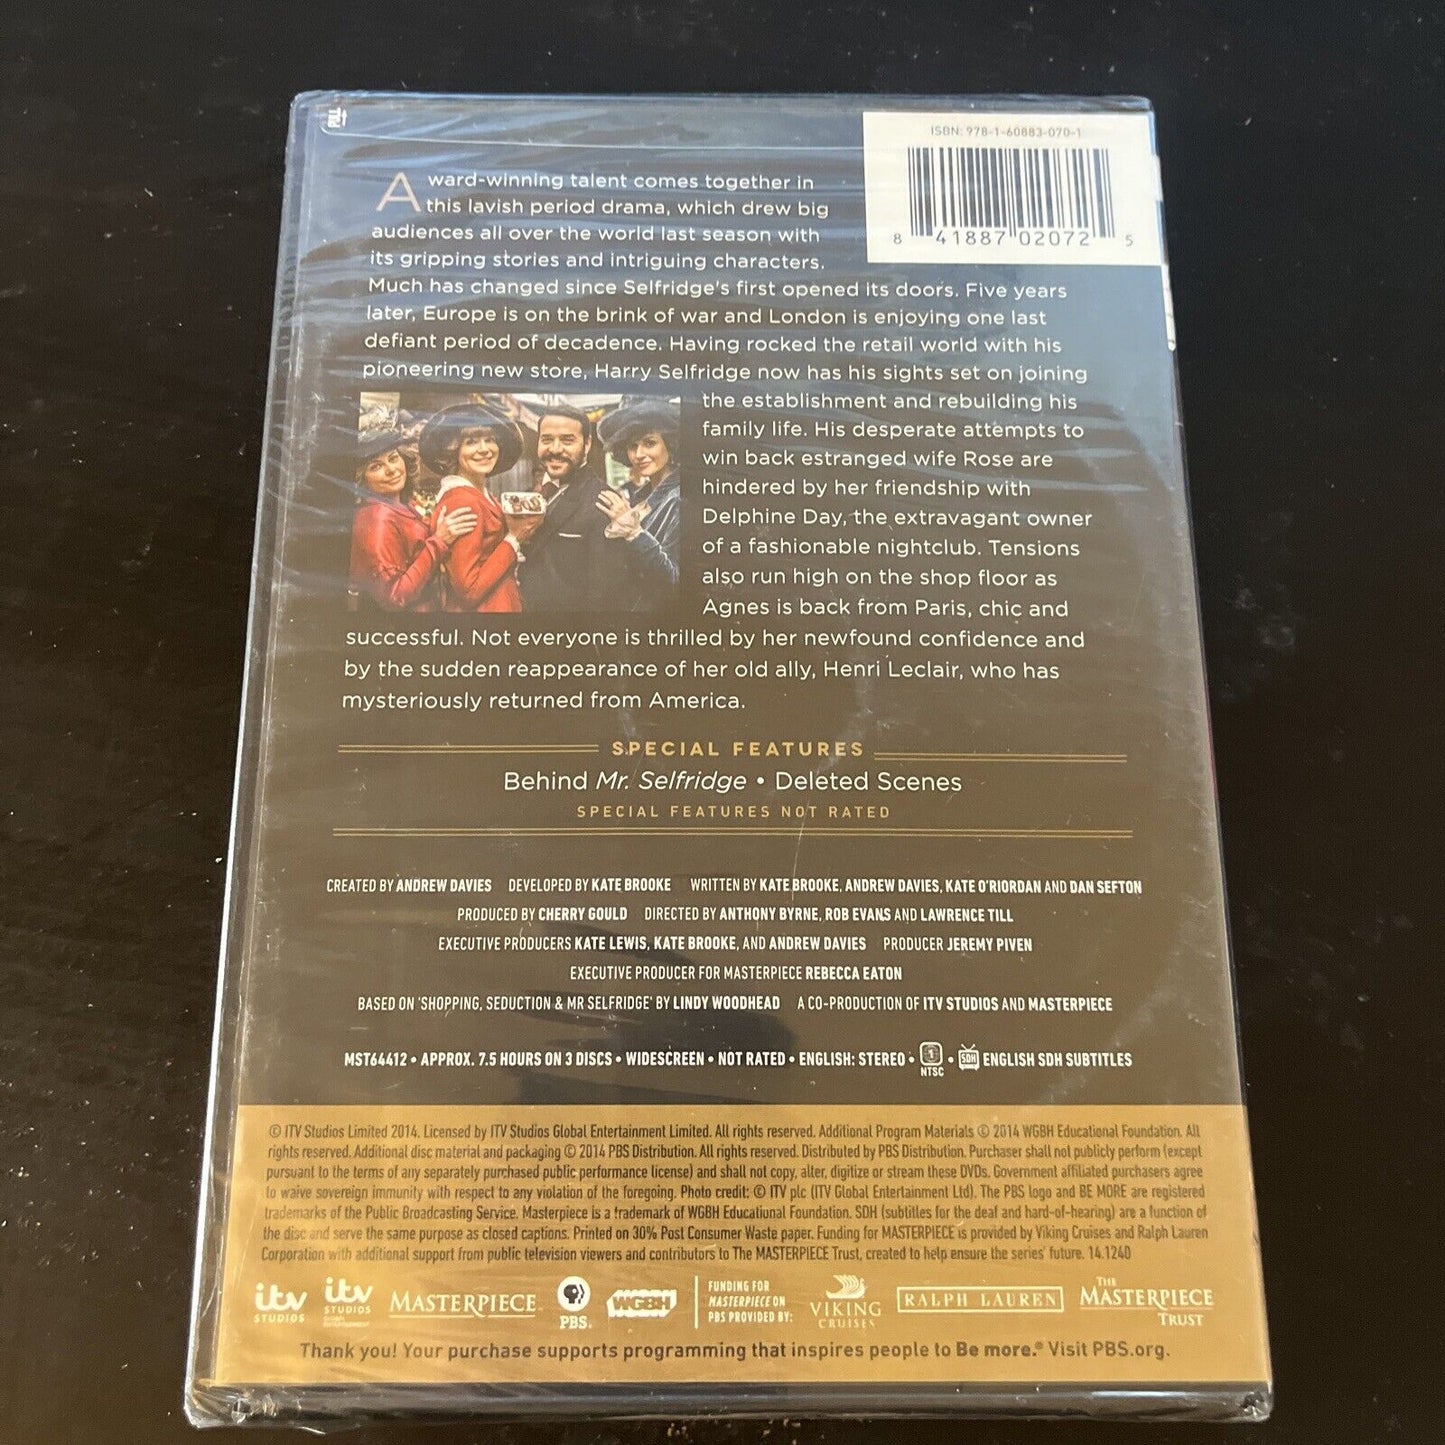 PULL
ISBN: 978-1-60883-070-1
8 41887 02072 5
Award-winning talent comes together in
this lavish period drama, which drew big
audiences all over the world last season with
its gripping stories and intriguing characters.
Much has changed since Selfridge's first opened its doors. Five years
later, Europe is on the brink of war and London is enjoying one last
defiant period of decadence. Having rocked the retail world with his
pioneering new store, Harry Selfridge now has his sights set on joining
the establishment and rebuilding his
family life. His desperate attempts to
win back estranged wife Rose are
hindered by her friendship with
Delphine Day, the extravagant owner
of a fashionable nightclub. Tensions
also run high on the shop floor as
Agnes is back from Paris, chic and
successful. Not everyone is thrilled by her newfound confidence and
by the sudden reappearance of her old ally, Henri Leclair, who has
mysteriously returned from America.
SPECIAL FEATURES
Behind Mr. Selfridge • Deleted Scenes
SPECIAL FEATURES NOT RATED
CREATED BY ANDREW DAVIES DEVELOPED BY KATE BROOKE WRITTEN BY KATE BROOKE, ANDREW DAVIES, KATE O'RIORDAN AND DAN SEFTON
PRODUCED BY CHERRY GOULD DIRECTED BY ANTHONY BYRNE, ROB EVANS AND LAWRENCE TILL
EXECUTIVE PRODUCERS KATE LEWIS, KATE BROOKE, AND ANDREW DAVIES PRODUCER JEREMY PIVEN
EXECUTIVE PRODUCER FOR MASTERPIECE REBECCA EATON
BASED ON 'SHOPPING, SEDUCTION & MR SELFRIDGE' BY LINDY WOODHEAD A CO-PRODUCTION OF ITV STUDIOS AND MASTERPIECE
MST64412 • APPROX. 7.5 HOURS ON 3 DISCS • WIDESCREEN • NOT RATED • ENGLISH: STEREO • 1 NTSC • SDH ENGLISH SDH SUBTITLES
© ITV Studios Limited 2014. Licensed by ITV Studios Global Entertainment Limited. All rights reserved. Additional Program Materials © 2014 WGBH Educational Foundation. All
rights reserved. Additional disc material and packaging © 2014 PBS Distribution. All rights reserved. Distributed by PBS Distribution. Purchaser shall not publicly perform (except
pursuant to the terms of any separately purchased public performance license) and shall not copy, alter, digitize or stream these DVDs. Government affiliated purchasers agree
to waive sovereign immunity with respect to any violation of the foregoing. Photo credit: © ITV plc (ITV Global Entertainment Ltd). The PBS logo and BE MORE are registered
trademarks of the Public Broadcasting Service. Masterpiece is a trademark of WGBH Educational Foundation. SDH (subtitles for the deaf and hard-of-hearing) are a function of
the disc and serve the same purpose as closed captions. Printed on 30% Post Consumer Waste paper. Funding for MASTERPIECE is provided by Viking Cruises and Ralph Lauren
Corporation with additional support from public television viewers and contributors to The MASTERPIECE Trust, created to help ensure the series' future. 14.1240
itv STUDIOS
itv STUDIOS GLOBAL ENTERTAINMENT
MASTERPIECE™
PBS.
WGBH
FUNDING FOR
MASTERPIECE ON
PBS PROVIDED BY:
VIKING CRUISES
RALPH LAUREN
THE MASTERPIECE TRUST
Thank you! Your purchase supports programming that inspires people to Be more.® Visit PBS.org.